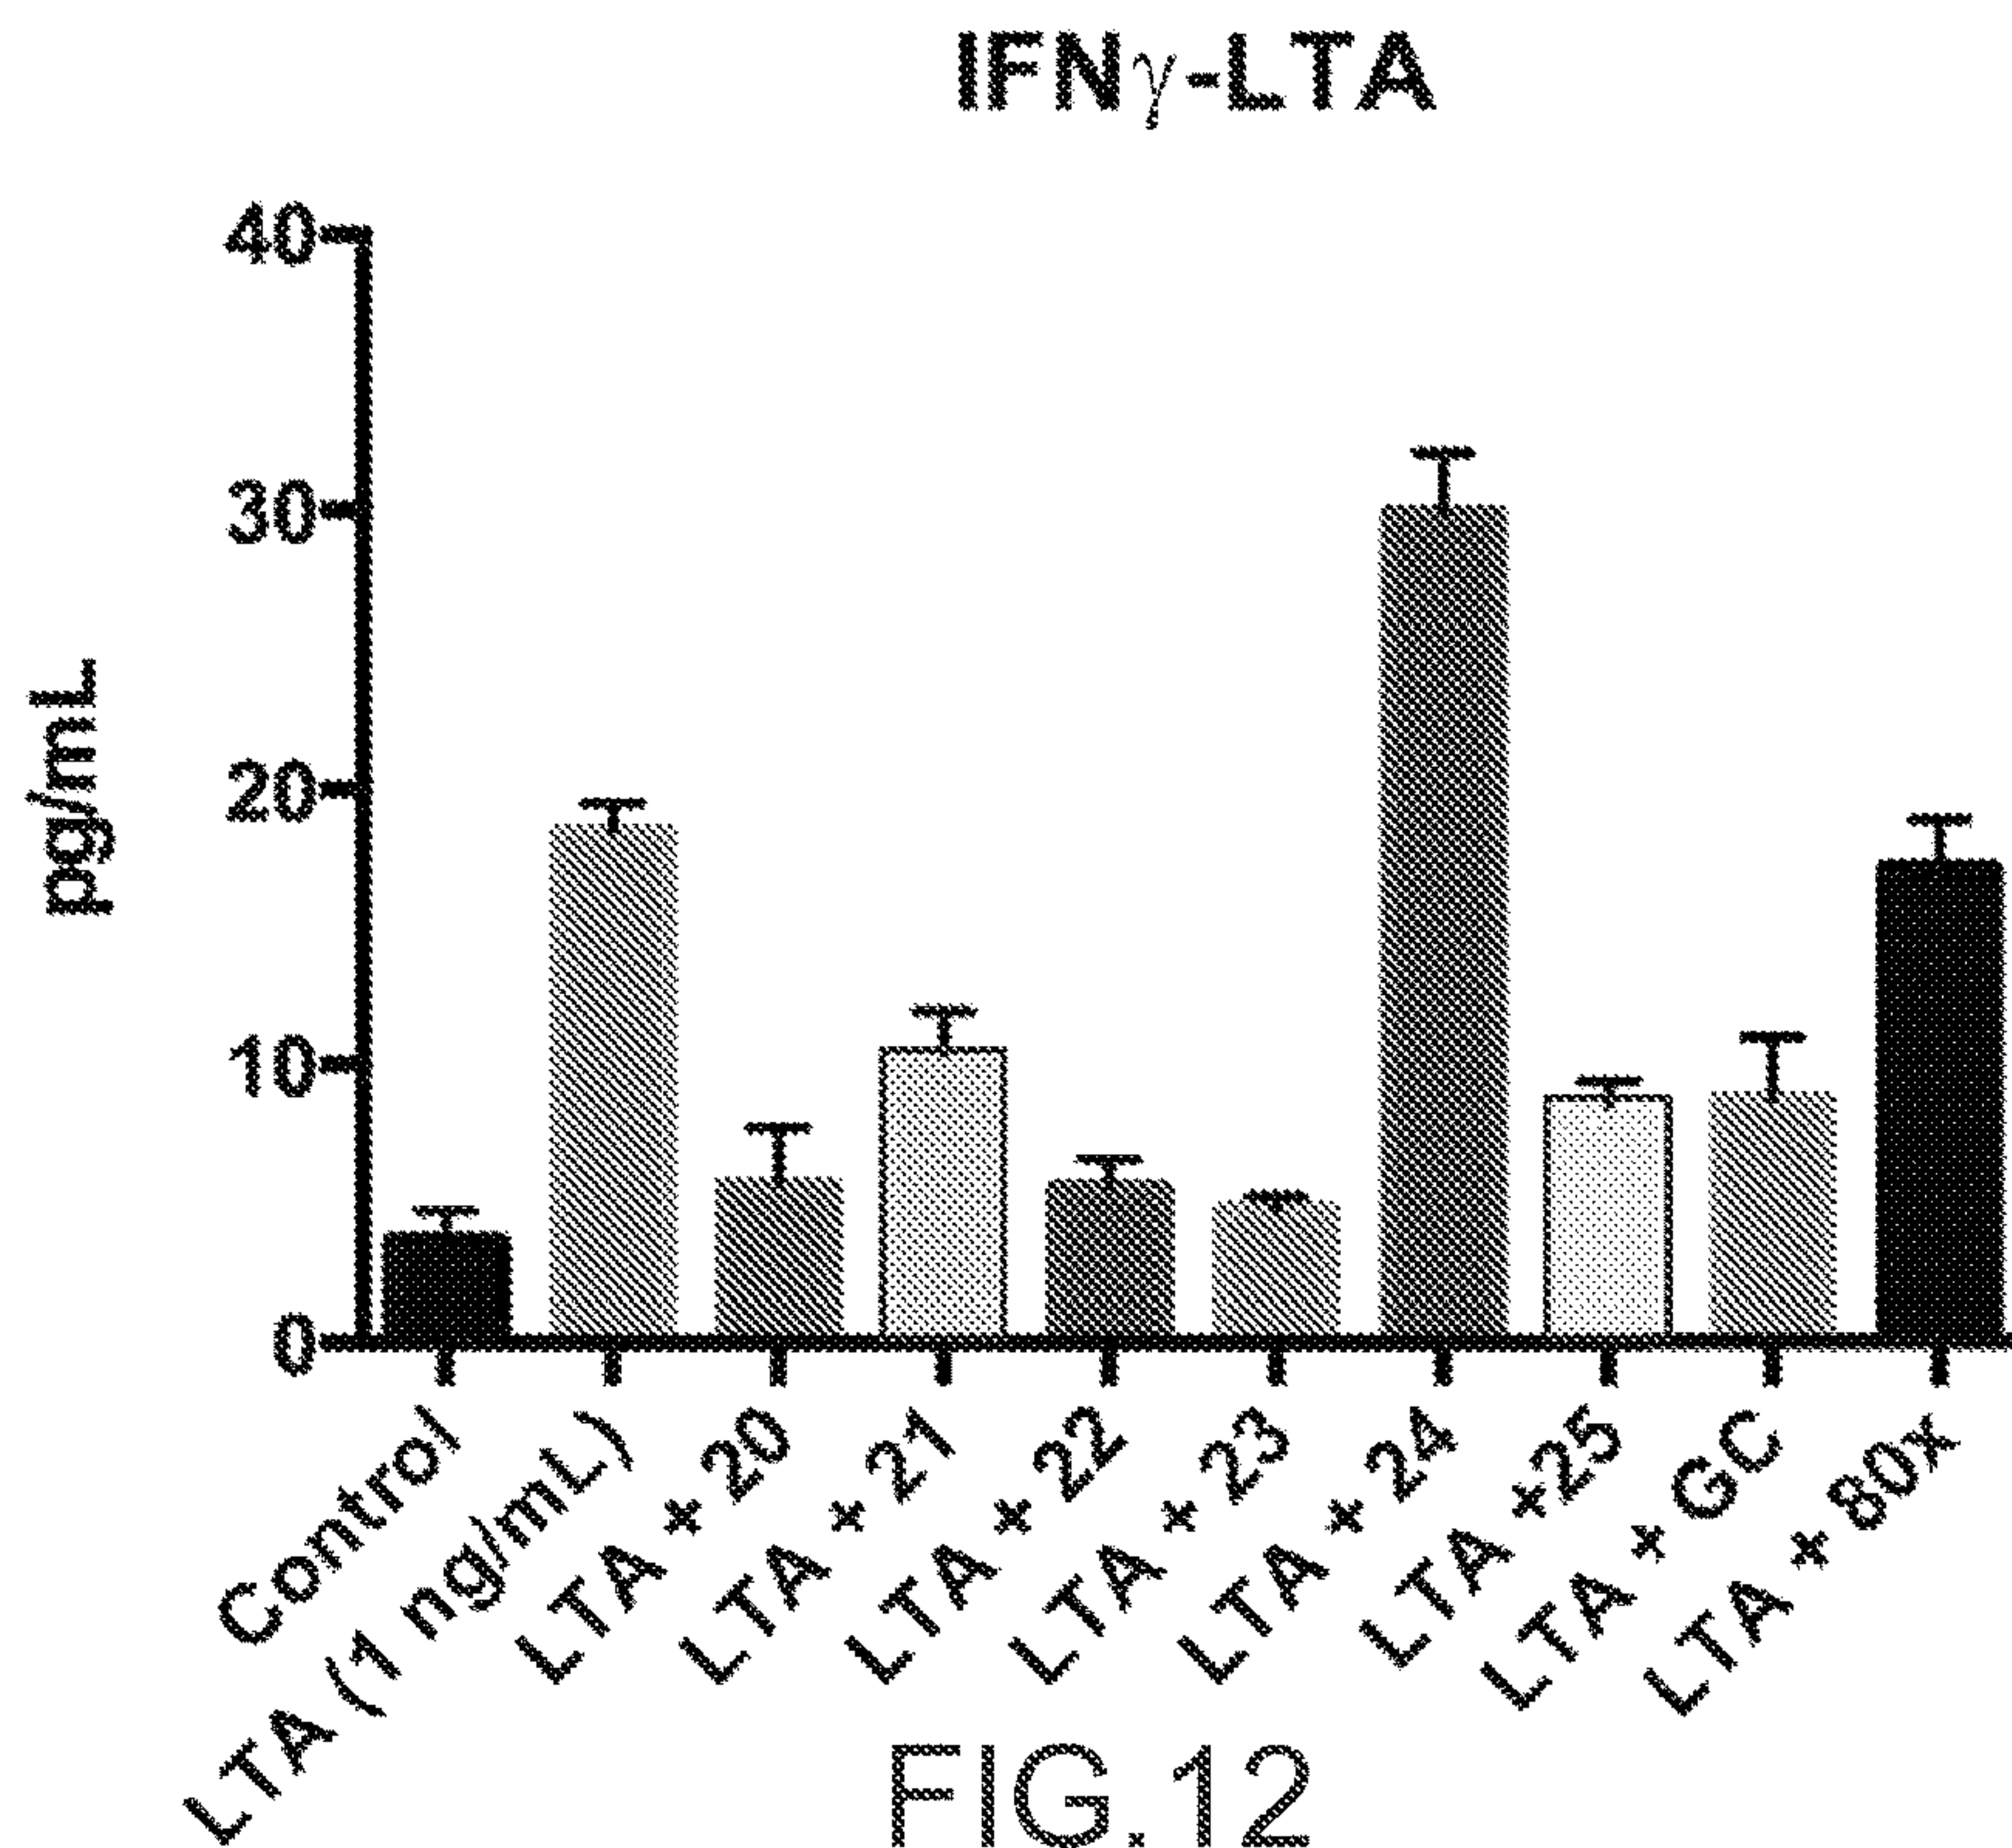 IFNγ-LTA
pg/mL
40
30
20
10
0
Control
LTA (1 ng/mL)
LTA + 20
LTA + 21
LTA + 22
LTA + 23
LTA + 24
LTA +25
LTA + GC
LTA + 80x
FIG.12